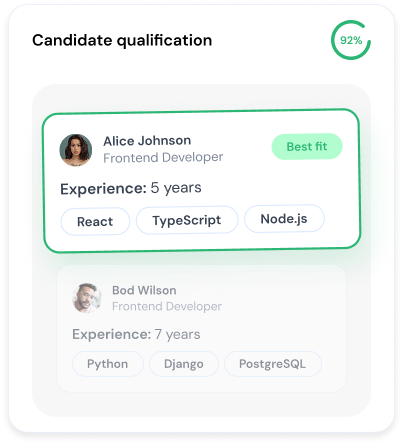 Candidate qualification
92%
Alice Johnson
Frontend Developer
Best fit
Experience: 5 years
React
TypeScript
Node.js
Bod Wilson
Frontend Developer
Experience: 7 years
Python
Django
PostgreSQL